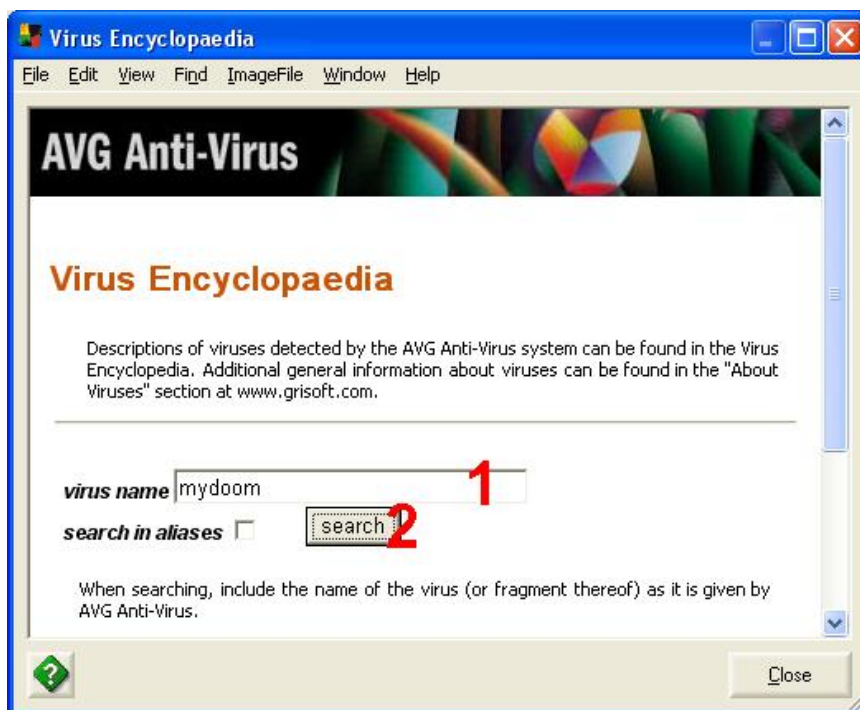 Virus Encyclopaedia
File Edit View Find ImageFile Window Help
AVG Anti-Virus
Virus Encyclopaedia
Descriptions of viruses detected by the AVG Anti-Virus system can be found in the Virus
Encyclopedia. Additional general information about viruses can be found in the "About
Viruses" section at www.grisoft.com.
virus name mydoom 1
search in aliases search 2
When searching, include the name of the virus (or fragment thereof) as it is given by
AVG Anti-Virus.
? Close